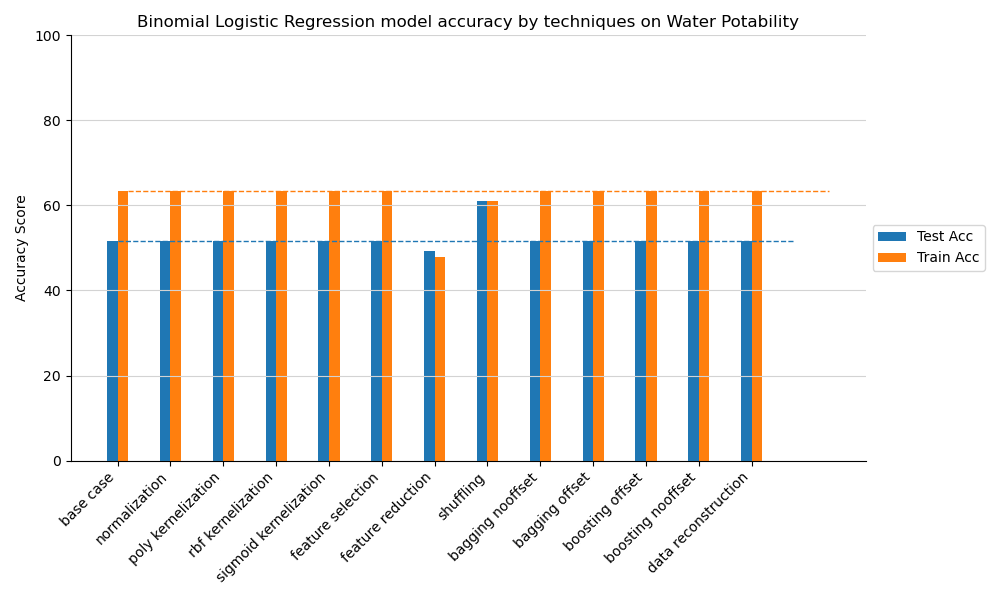 Binomial Logistic Regression model accuracy by techniques on Water Potability
Accuracy Score
100
80
60
40
20
0
base case
normalization
poly kernelization
rbf kernelization
sigmoid kernelization
feature selection
feature reduction
shuffling
bagging nooffset
bagging offset
boosting offset
boosting nooffset
data reconstruction
Test Acc
Train Acc